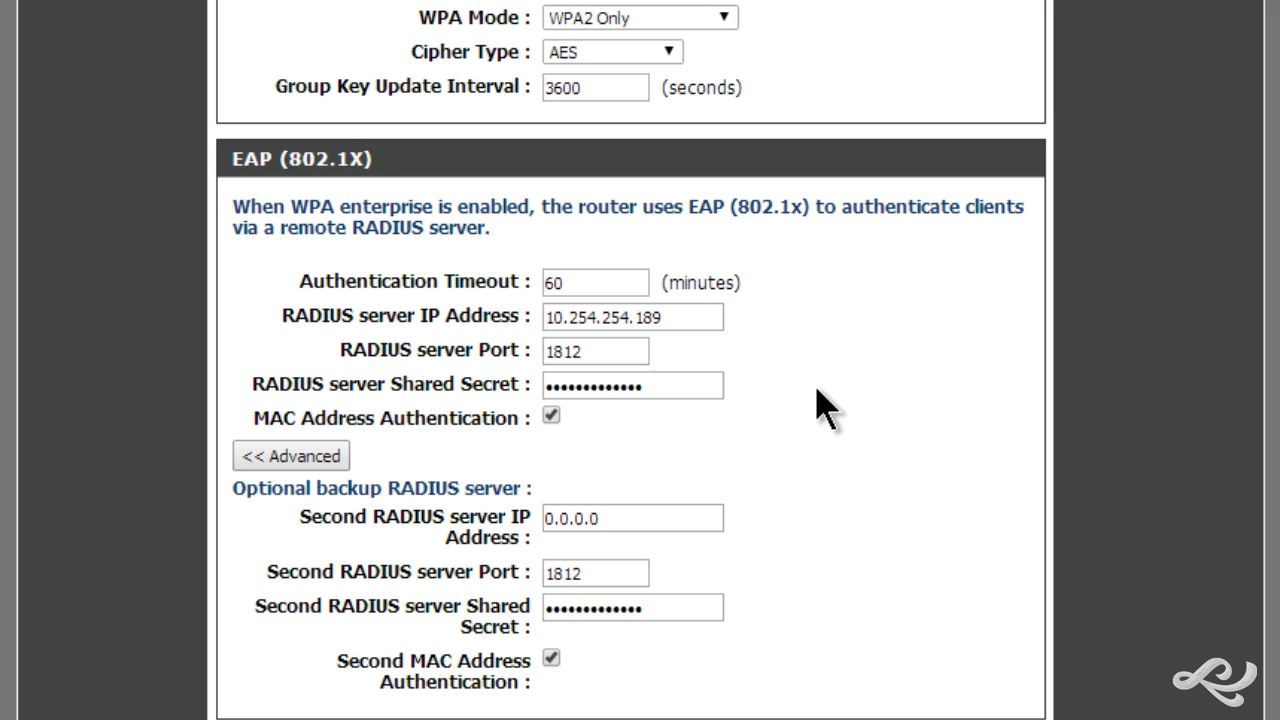 WPA Mode : WPA2 Only
Cipher Type : AES
Group Key Update Interval : 3600 (seconds)
EAP (802.1X)
When WPA enterprise is enabled, the router uses EAP (802.1x) to authenticate clients
via a remote RADIUS server.
Authentication Timeout : 60 (minutes)
RADIUS server IP Address : 10.254.254.189
RADIUS server Port : 1812
RADIUS server Shared Secret : •••••••••••••
MAC Address Authentication :
<< Advanced
Optional backup RADIUS server :
Second RADIUS server IP
Address : 0.0.0.0
Second RADIUS server Port : 1812
Second RADIUS server Shared
Secret : •••••••••••••
Second MAC Address
Authentication :